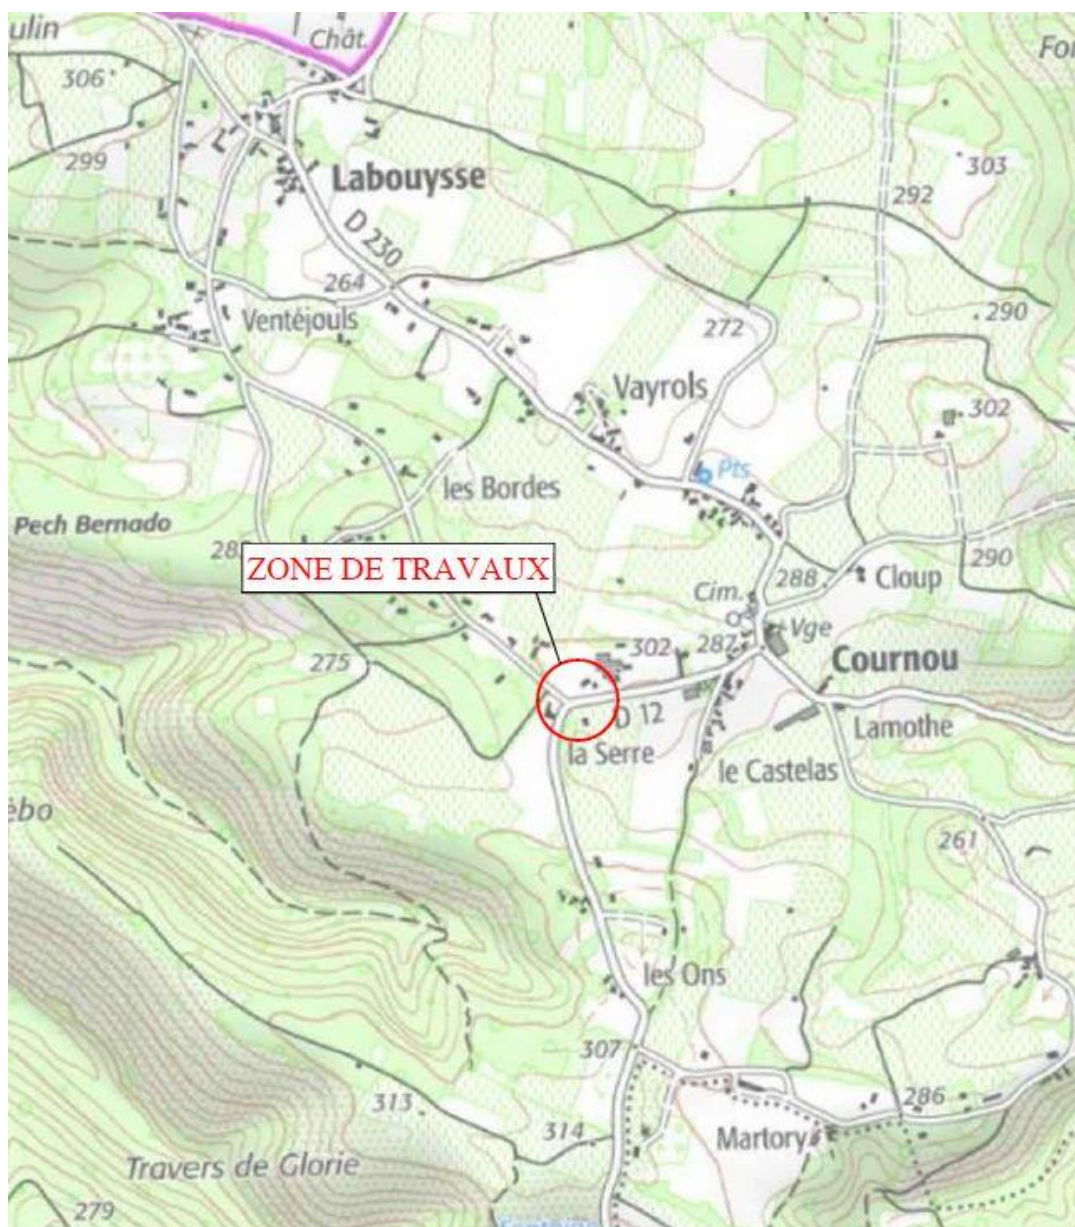 ulin
Chât.
306
299
Labouysse
303
292
D 230
264
Ventéjouls
290
272
Vayrols
302
Pts
les Bordes
Pech Bernado
ZONE DE TRAVAUX
290
Cloup
288
Cim.
Vge
302
287
275
Cournou
D 12
Lamothe
la Serre
le Castelas
èbo
261
les Ons
307
313
286
314
Martory
Travers de Glorie
279